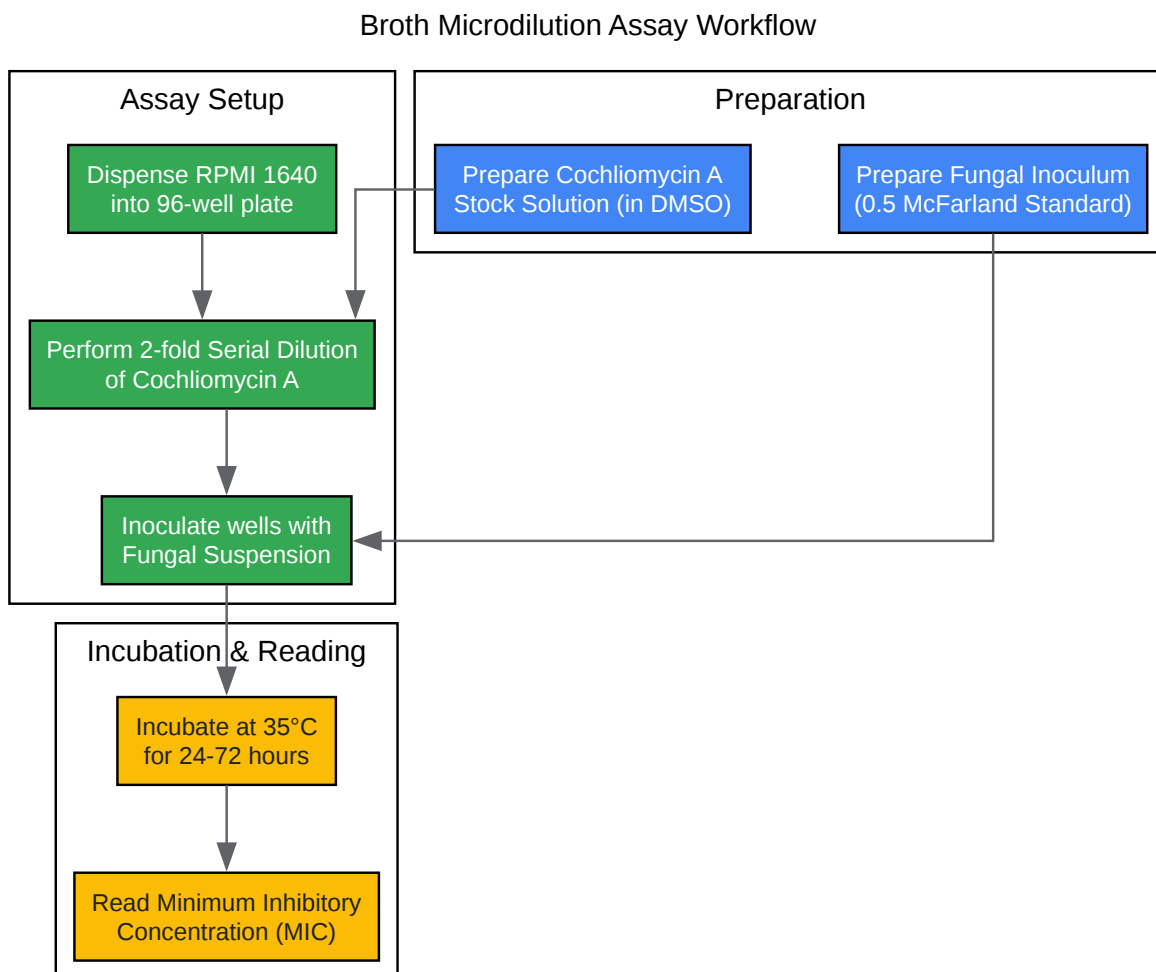 Broth Microdilution Assay Workflow
Assay Setup
Dispense RPMI 1640
into 96-well plate
Perform 2-fold Serial Dilution
of Cochliomycin A
Inoculate wells with
Fungal Suspension
Preparation
Prepare Cochliomycin A
Stock Solution (in DMSO)
Prepare Fungal Inoculum
(0.5 McFarland Standard)
Incubation & Reading
Incubate at 35°C
for 24-72 hours
Read Minimum Inhibitory
Concentration (MIC)